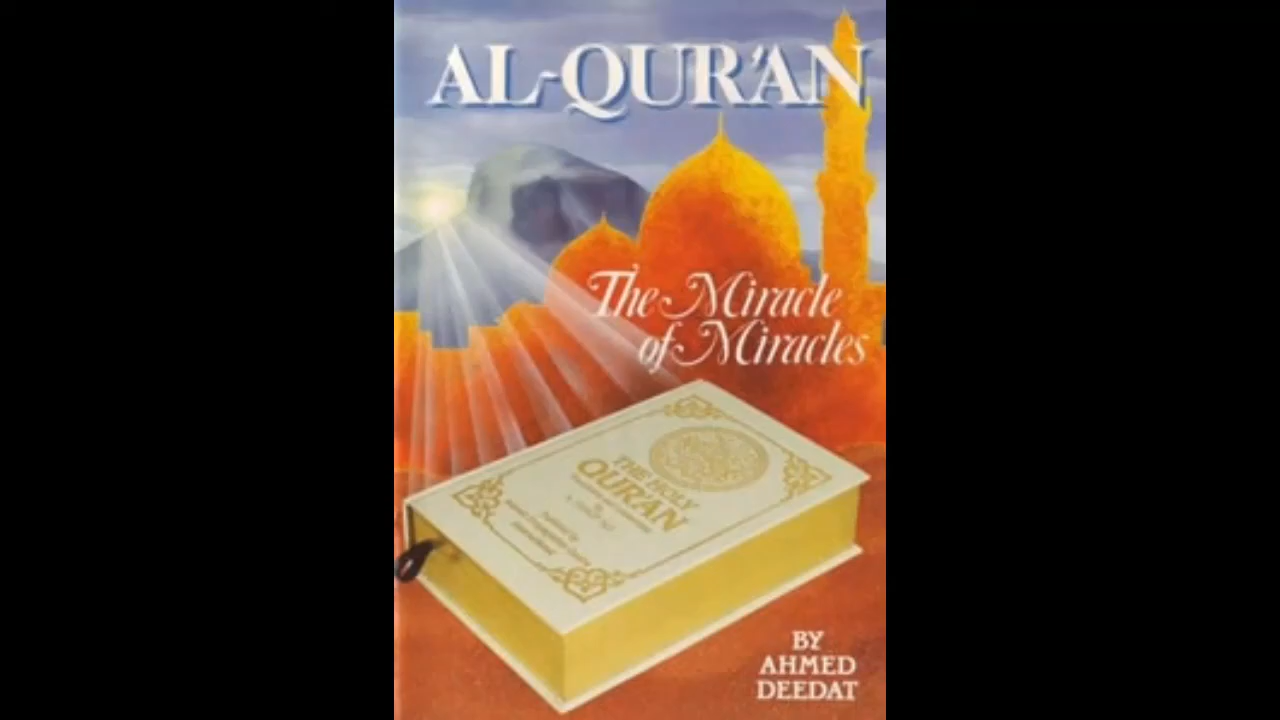 AL-QUR'AN
The Miracle
of Miracles
THE HOLY
QUR'AN
BY
AHMED
DEEDAT